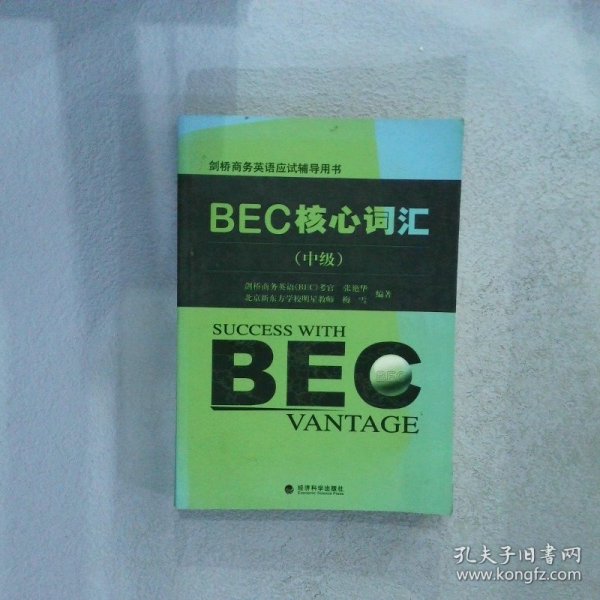 剑桥商务英语应试辅导用书
BEC核心词汇
(中级)
剑桥商务英语(BEC)考官 张艳华
北京新东方学校明星教师 梅 雪
编著
SUCCESS WITH
BEC
BEC
VANTAGE
经济科学出版社
Economic Science Press
孔夫子旧书网
www.kongfz.com